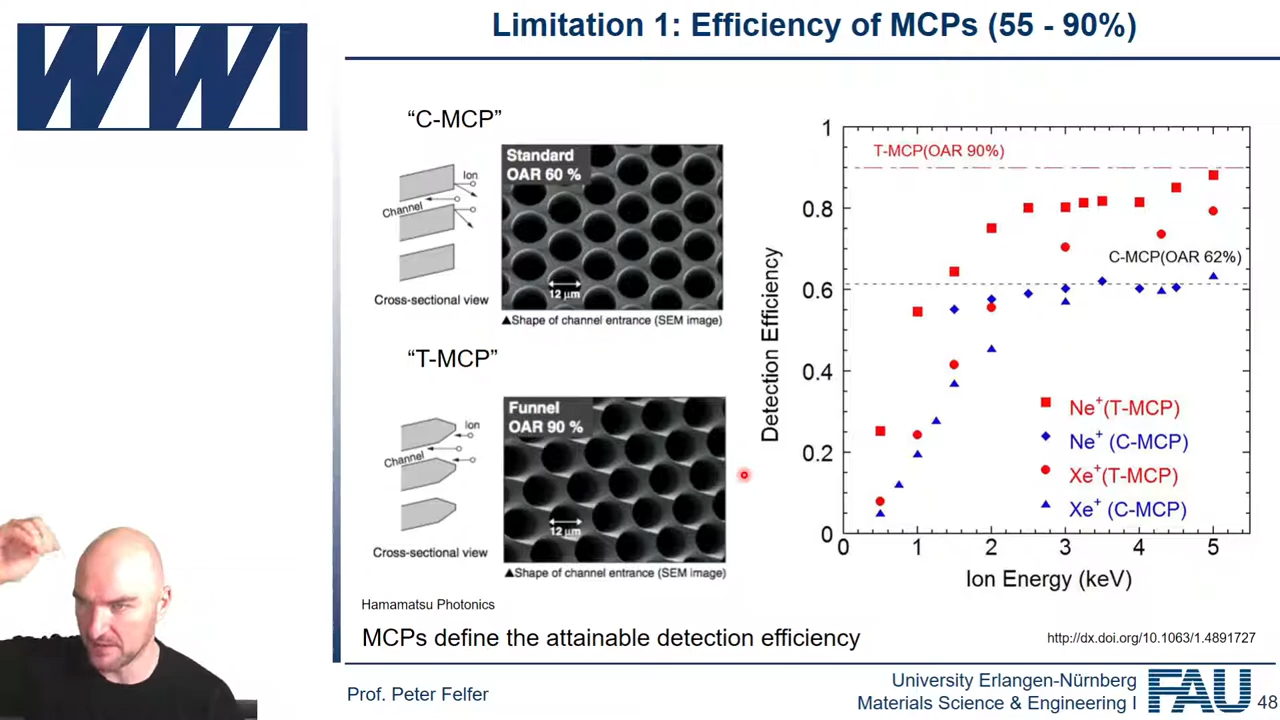 WWI
Limitation 1: Efficiency of MCPs (55 - 90%)
“C-MCP”
Ion
Channel
Cross-sectional view
Standard
OAR 60 %
12 µm
▲Shape of channel entrance (SEM image)
“T-MCP”
Ion
Channel
Cross-sectional view
Funnel
OAR 90 %
12 µm
▲Shape of channel entrance (SEM image)
Hamamatsu Photonics
MCPs define the attainable detection efficiency
Detection Efficiency
1
0.8
0.6
0.4
0.2
0
0 1 2 3 4 5
Ion Energy (keV)
T-MCP(OAR 90%)
C-MCP(OAR 62%)
Ne⁺(T-MCP)
Ne⁺ (C-MCP)
Xe⁺(T-MCP)
Xe⁺ (C-MCP)
http://dx.doi.org/10.1063/1.4891727
Prof. Peter Felfer
University Erlangen-Nürnberg
Materials Science & Engineering I
FAU
48